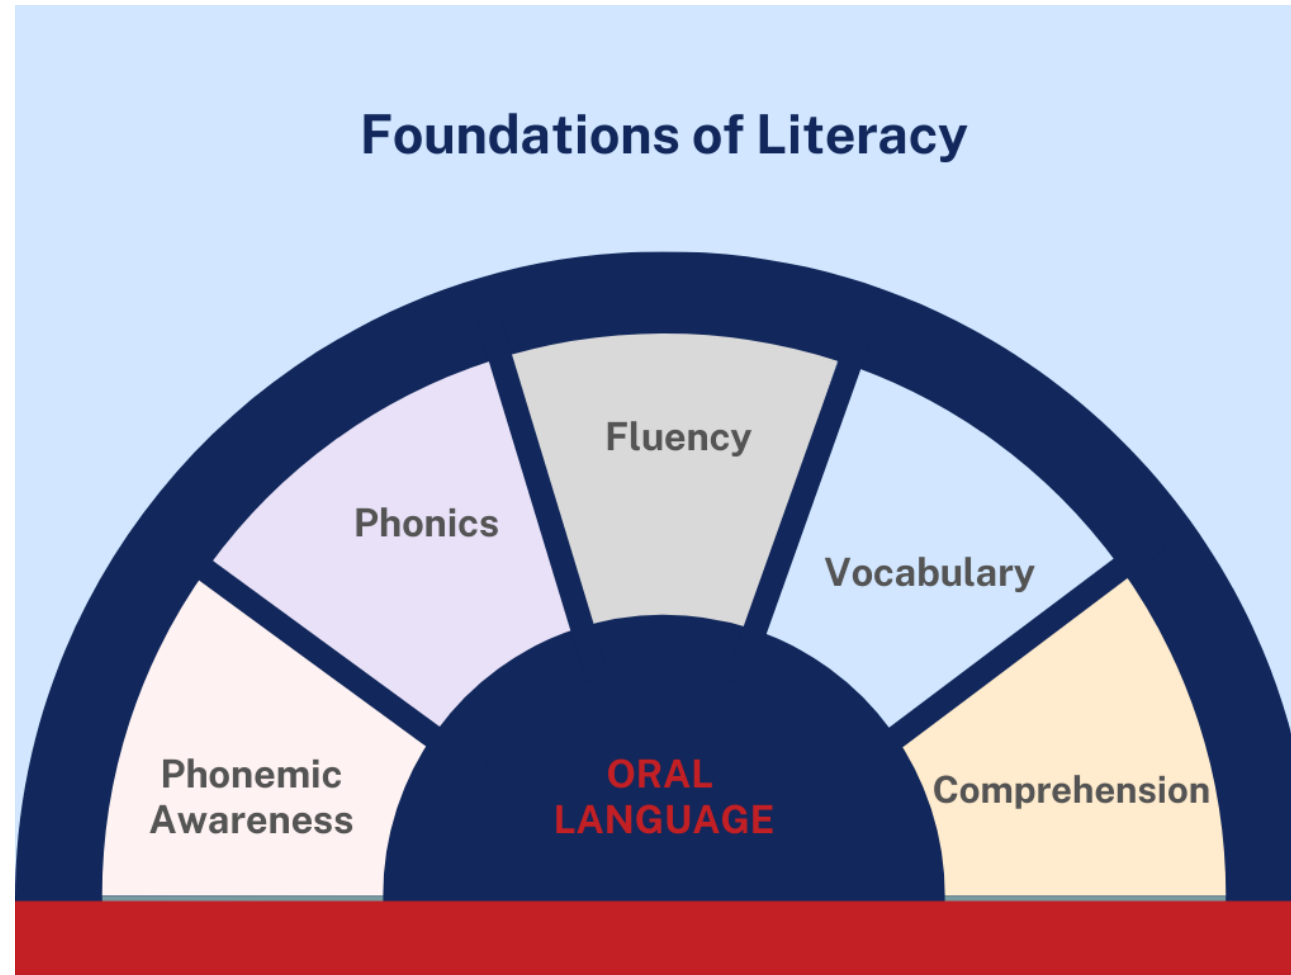 Foundations of Literacy
Fluency
Phonics
Vocabulary
Phonemic
Awareness
ORAL
LANGUAGE
Comprehension